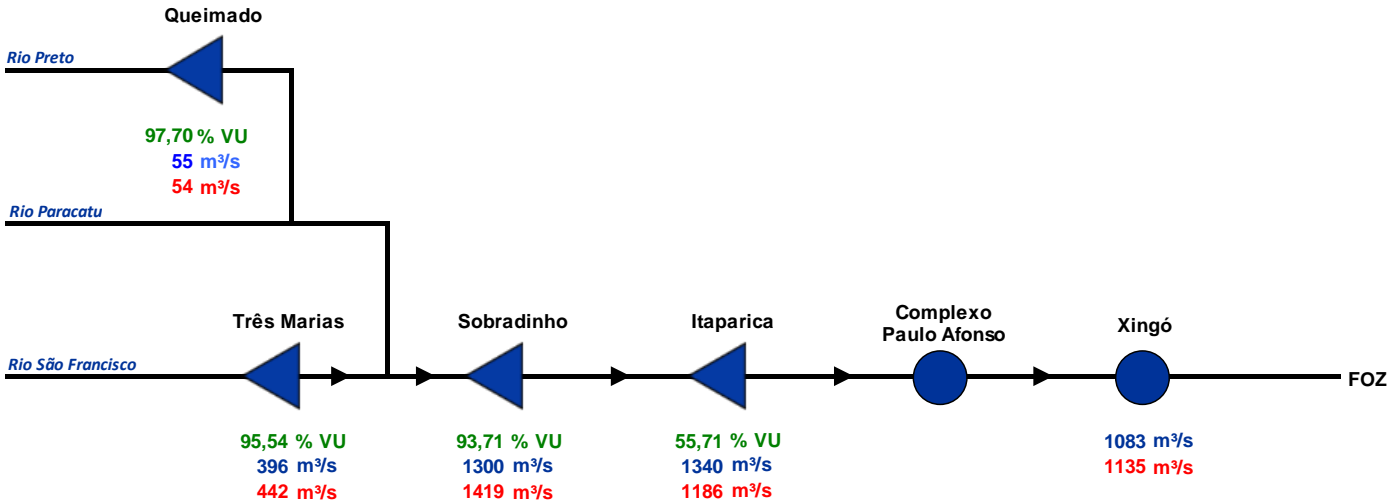 Queimado
Rio Preto
97,70 % VU
55 m³/s
54 m³/s
Rio Paracatu
Três Marias
Sobradinho
Itaparica
Complexo
Paulo Afonso
Xingó
Rio São Francisco
FOZ
95,54 % VU
396 m³/s
442 m³/s
93,71 % VU
1300 m³/s
1419 m³/s
55,71 % VU
1340 m³/s
1186 m³/s
1083 m³/s
1135 m³/s